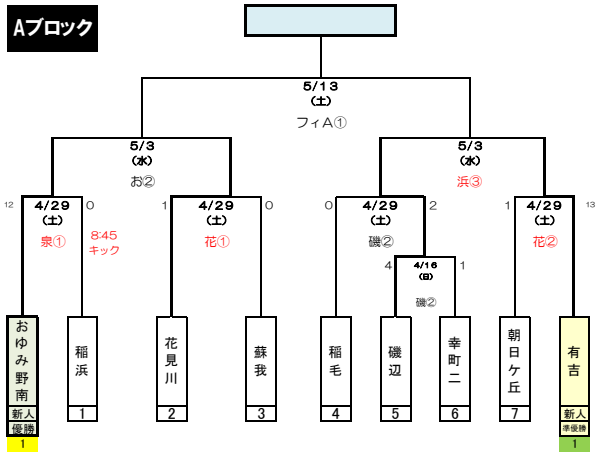 Aブロック
5/13
(土)
フィA①
5/3
(水)
お②
5/3
(水)
浜③
12
4/29
(土)
泉①
0
8:45
キック
1
4/29
(土)
花①
0
0
4/29
(土)
磯②
2
1
4/29
(土)
花②
13
4
4/16
(日)
磯②
1
おゆみ野南
新人
優勝
1
稲浜
1
花見川
2
蘇我
3
稲毛
4
磯辺
5
幸町二
6
朝日ケ丘
7
有吉
新人
準優勝
1